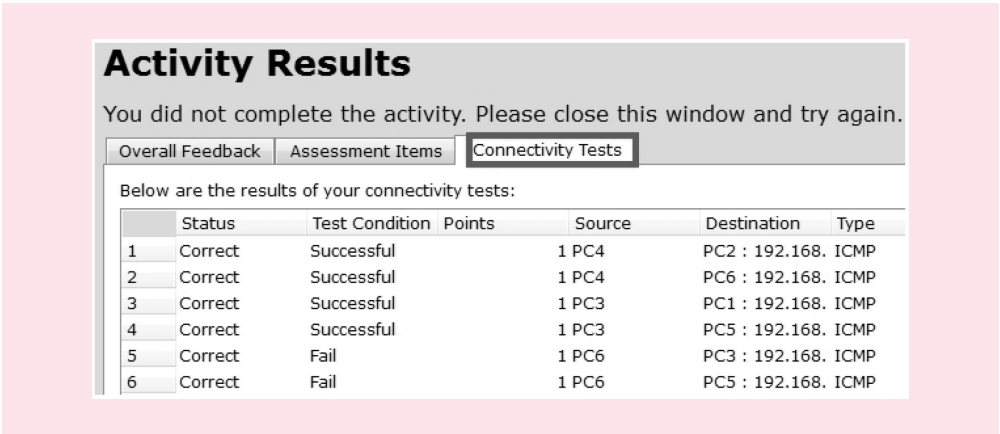 Activity Results
You did not complete the activity. Please close this window and try again.
Overall Feedback Assessment Items Connectivity Tests
Below are the results of your connectivity tests:
Status Test Condition Points Source Destination Type
1 Correct Successful 1 PC4 PC2 : 192.168. ICMP
2 Correct Successful 1 PC4 PC6 : 192.168. ICMP
3 Correct Successful 1 PC3 PC1 : 192.168. ICMP
4 Correct Successful 1 PC3 PC5 : 192.168. ICMP
5 Correct Fail 1 PC6 PC3 : 192.168. ICMP
6 Correct Fail 1 PC6 PC5 : 192.168. ICMP